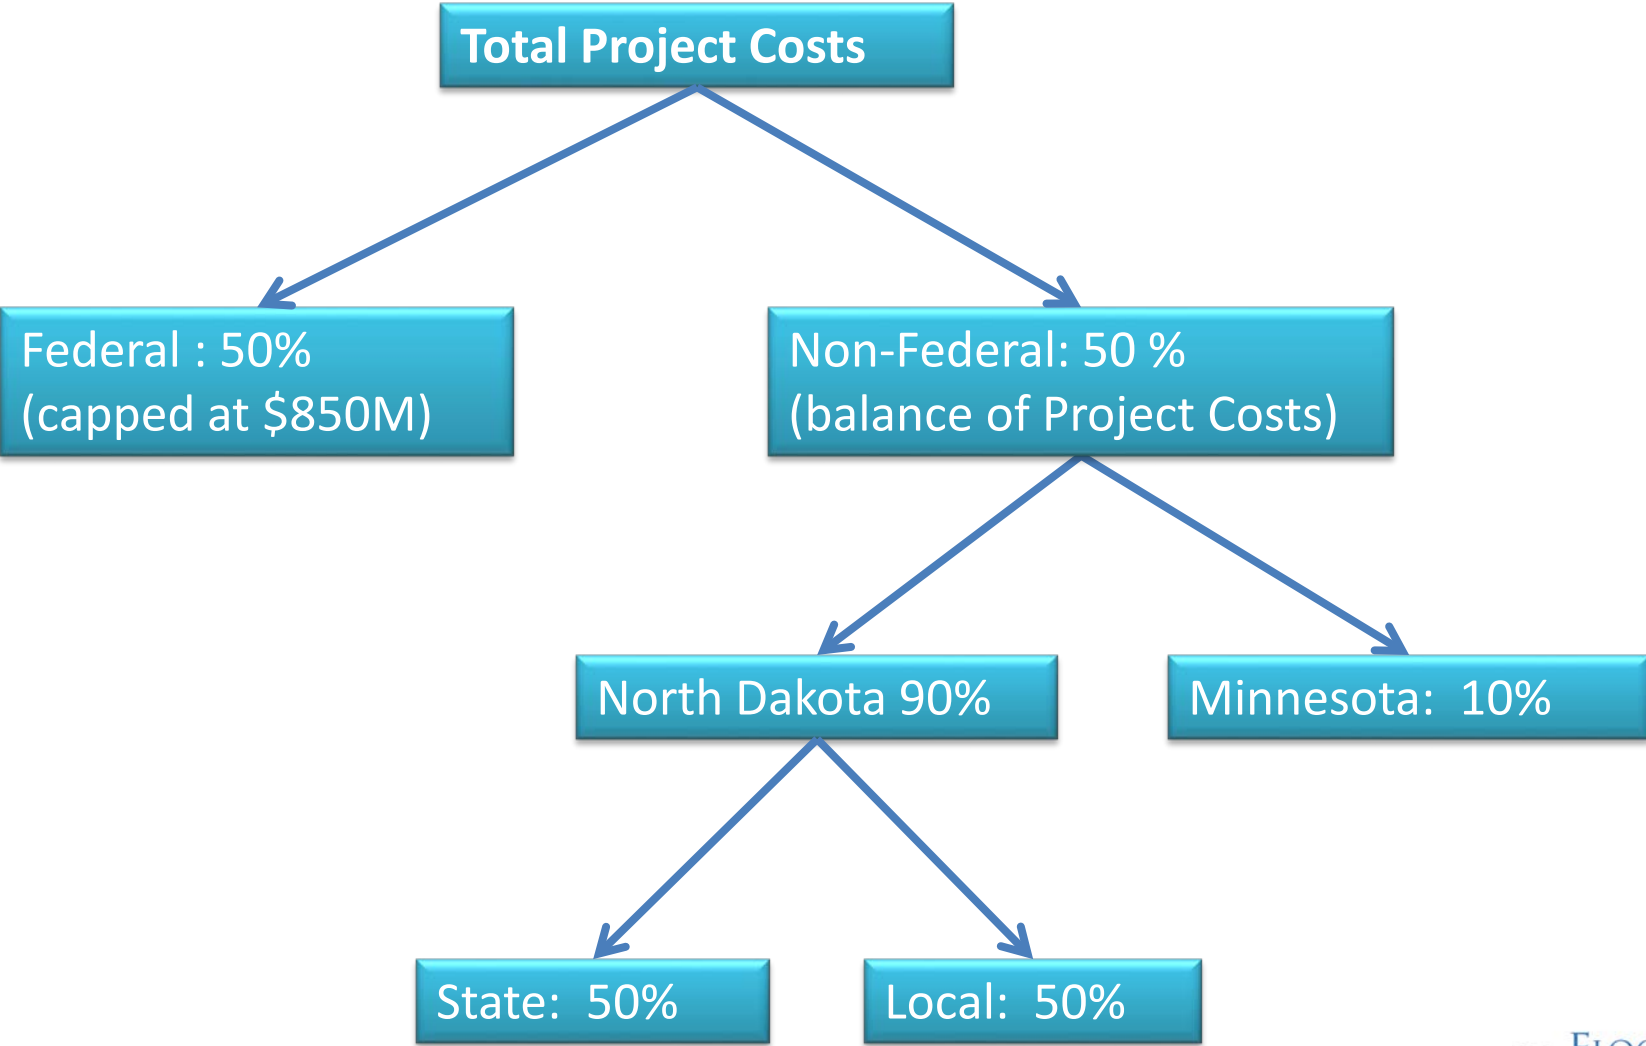 Total Project Costs
Federal : 50%
(capped at $850M)
Non-Federal: 50 %
(balance of Project Costs)
North Dakota 90%
Minnesota:  10%
State:  50%
Local:  50%